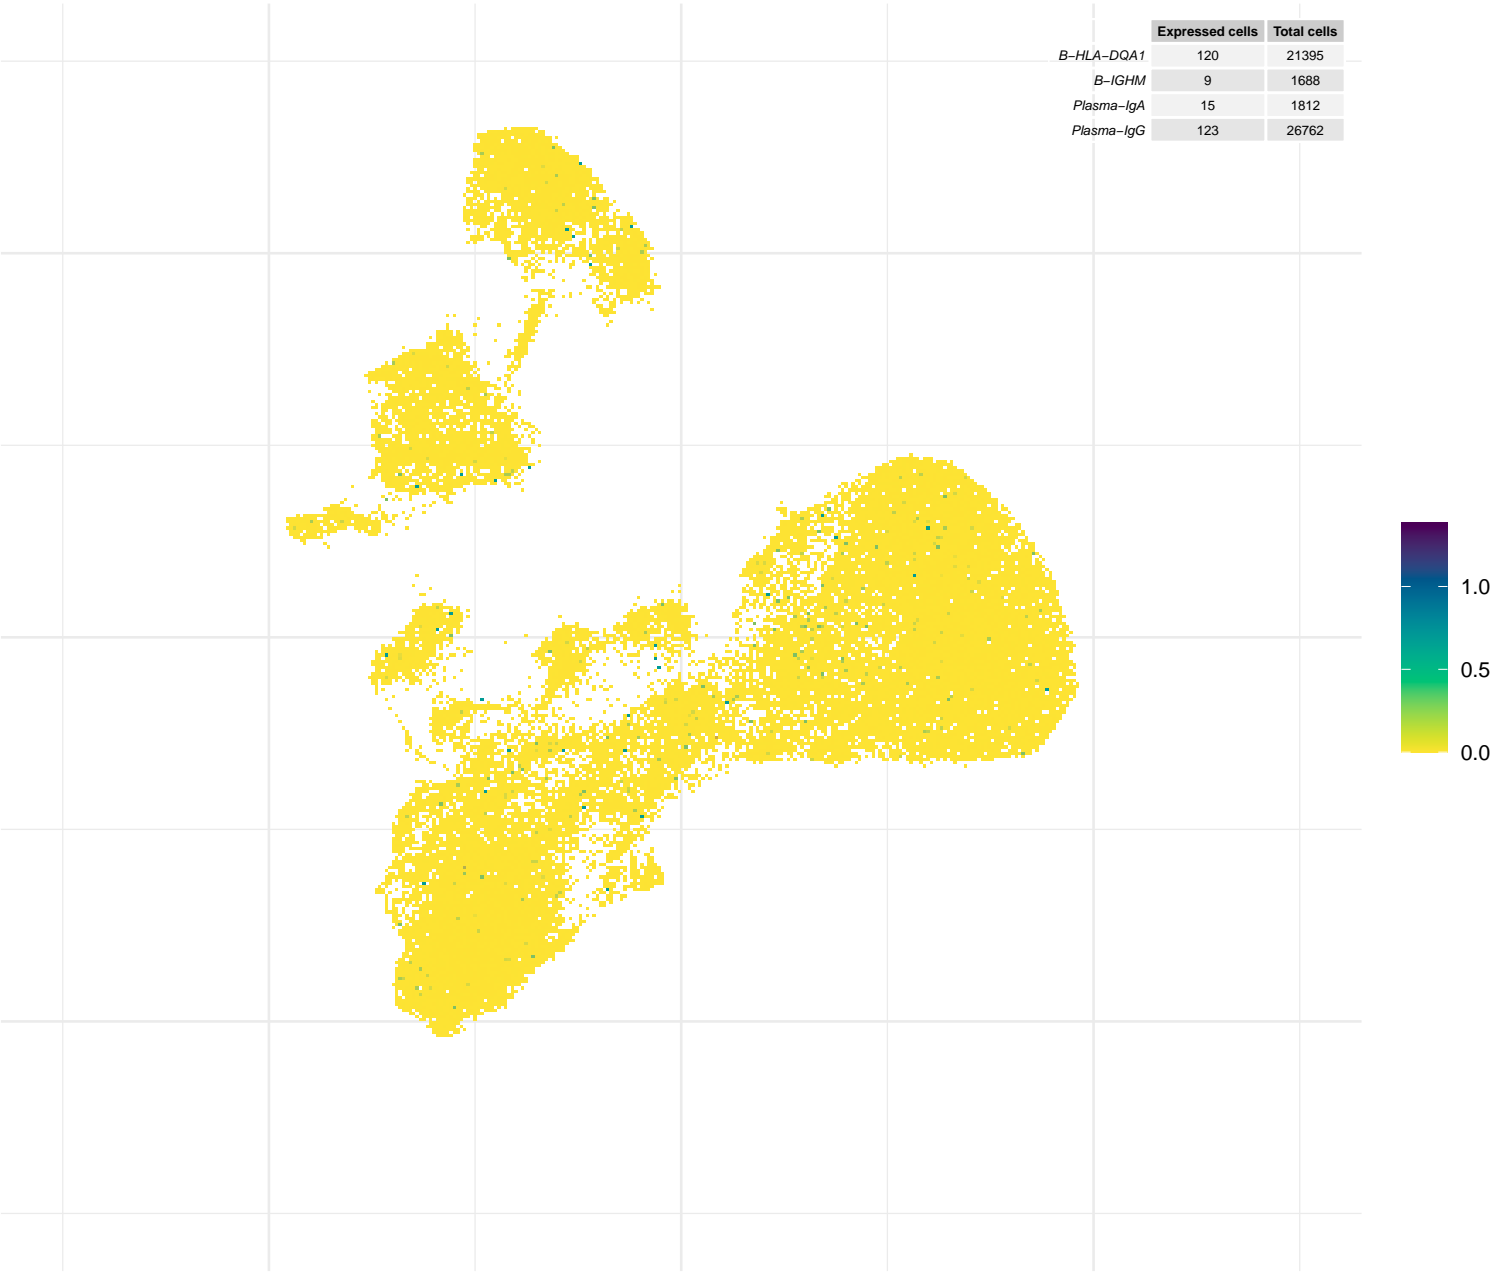 Expressed cells Total cells
B−HLA−DQA1 120 21395
B−IGHM 9 1688
Plasma−IgA 15 1812
Plasma−IgG 123 26762
1.0
0.5
0.0